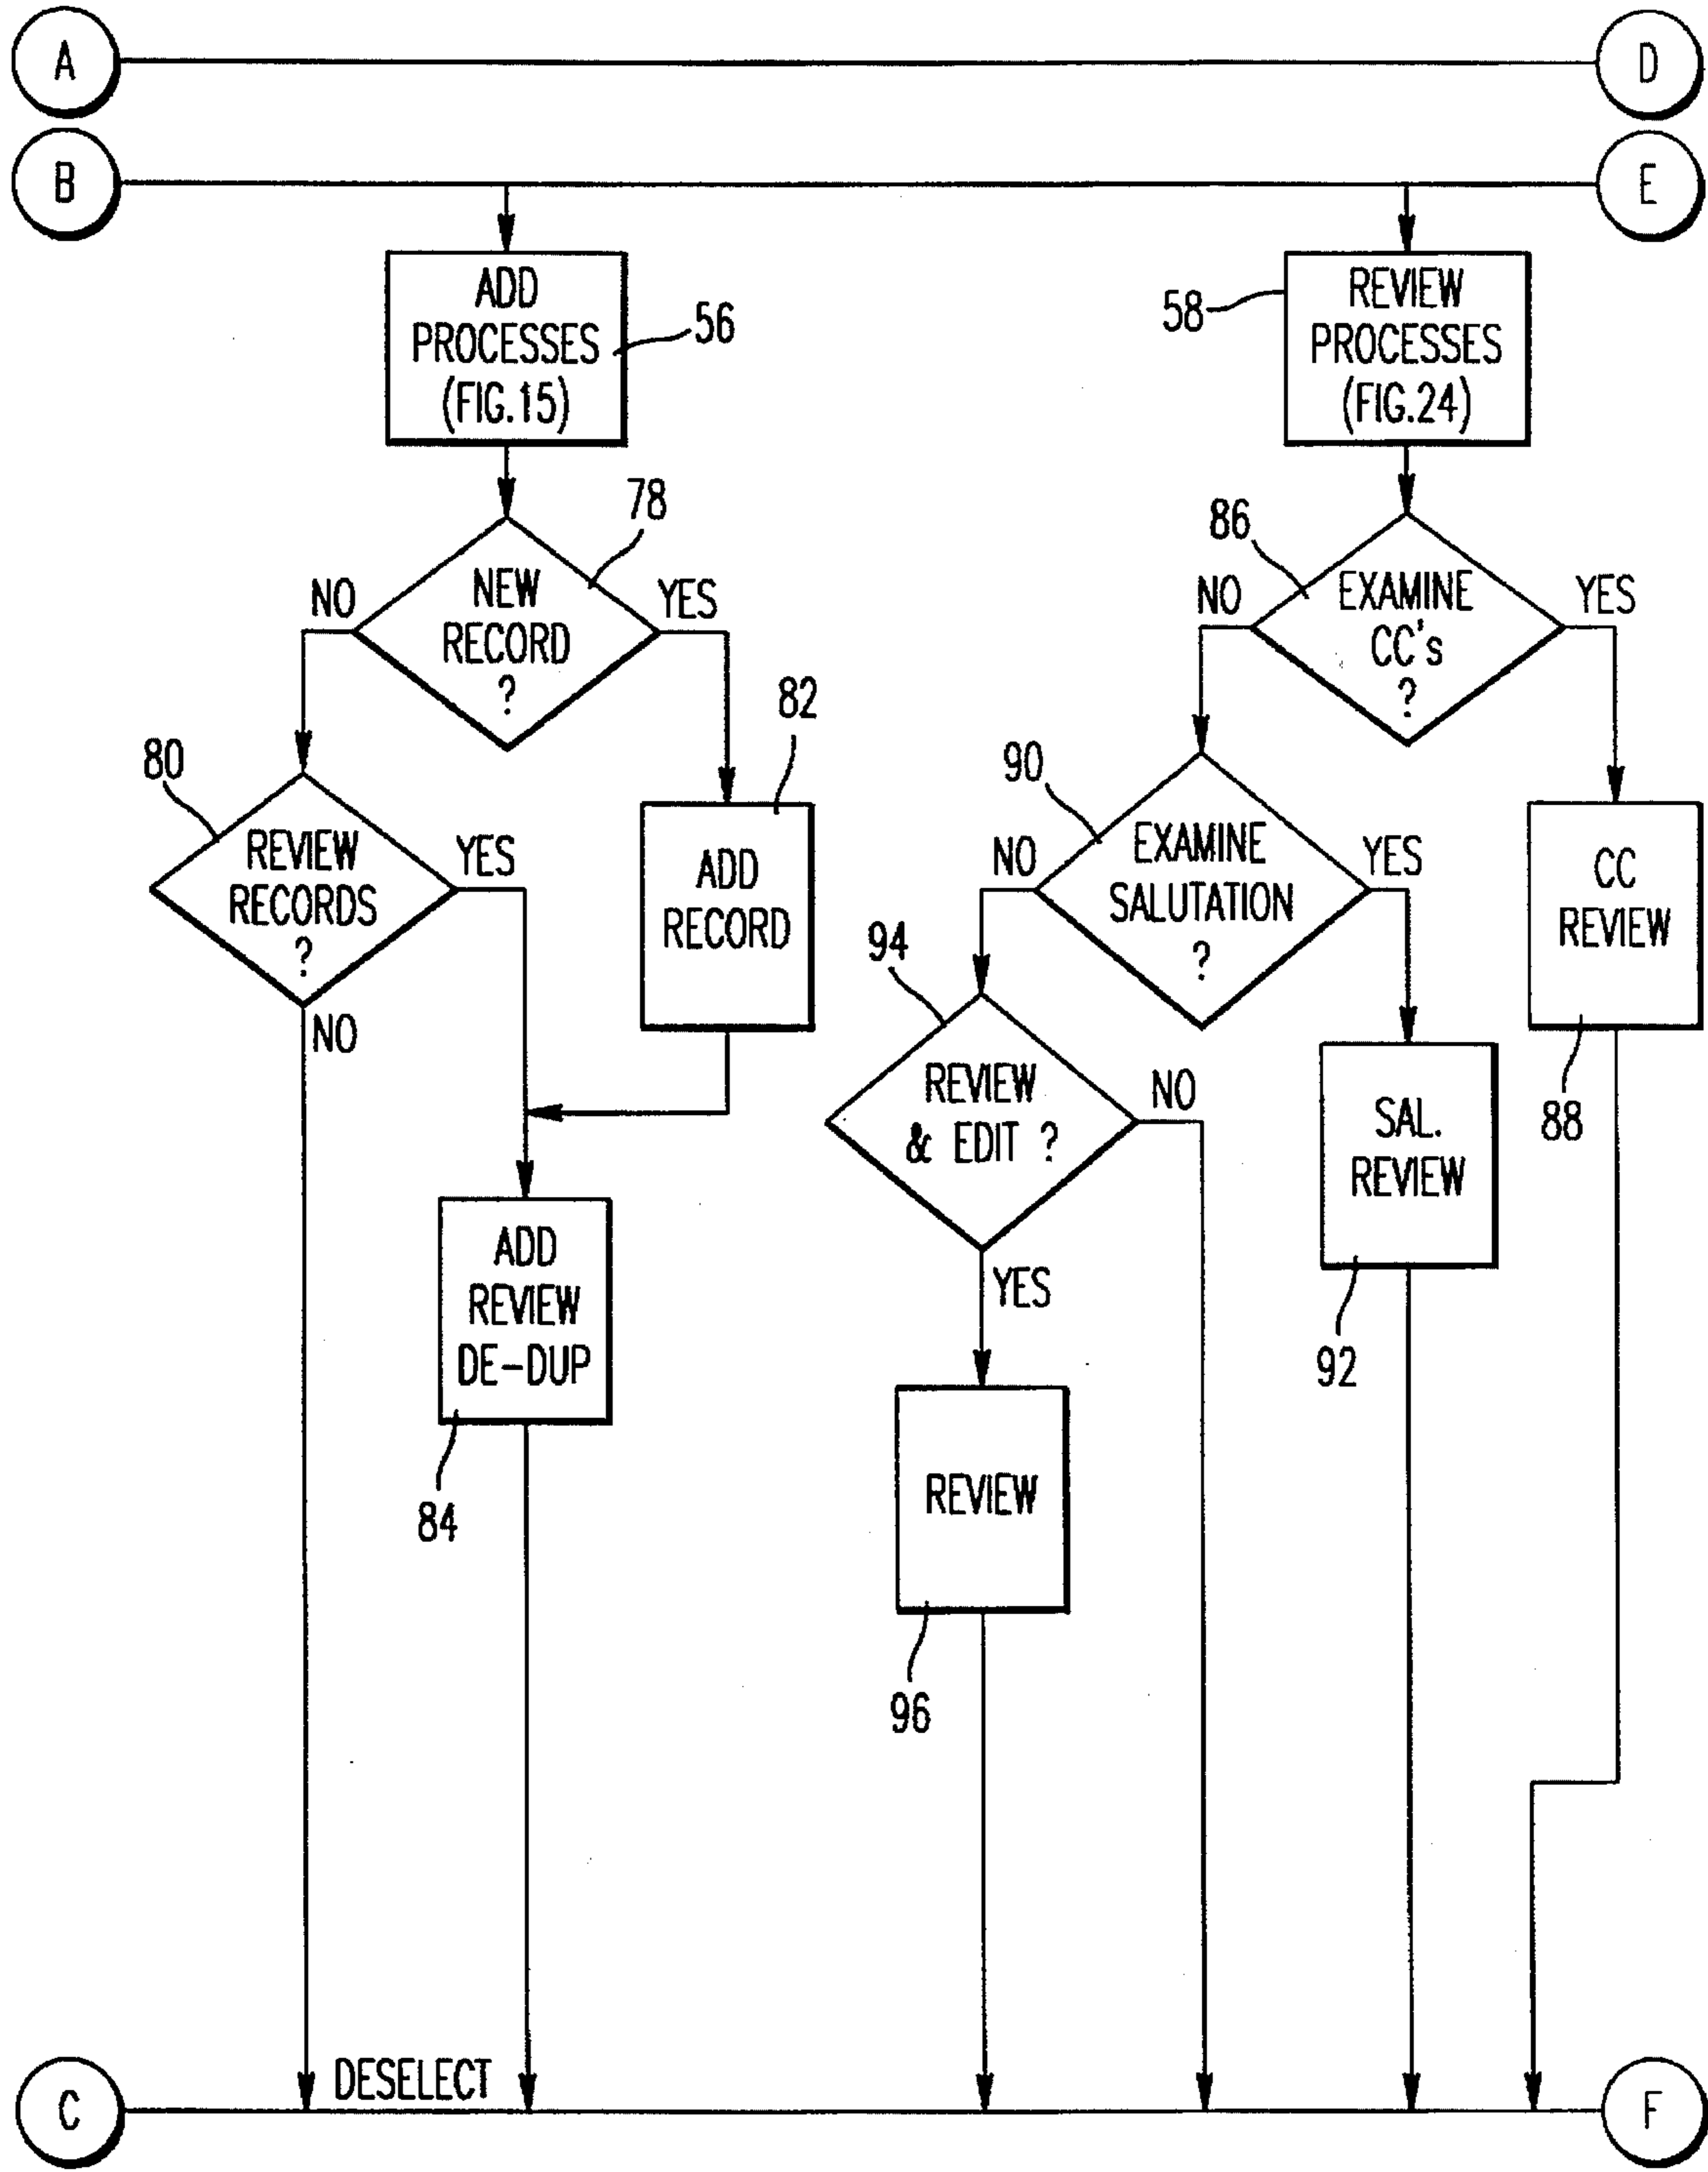 A
D
B
E
ADD
PROCESSES
(FIG.15)
56
58
REVIEW
PROCESSES
(FIG.24)
78
NEW
RECORD
?
NO
YES
86
EXAMINE
CC's
?
NO
YES
80
REVIEW
RECORDS
?
YES
NO
82
ADD
RECORD
90
EXAMINE
SALUTATION
?
NO
YES
CC
REVIEW
88
94
REVIEW
& EDIT ?
NO
YES
SAL.
REVIEW
92
ADD
REVIEW
DE-DUP
84
REVIEW
96
DESELECT
C
F